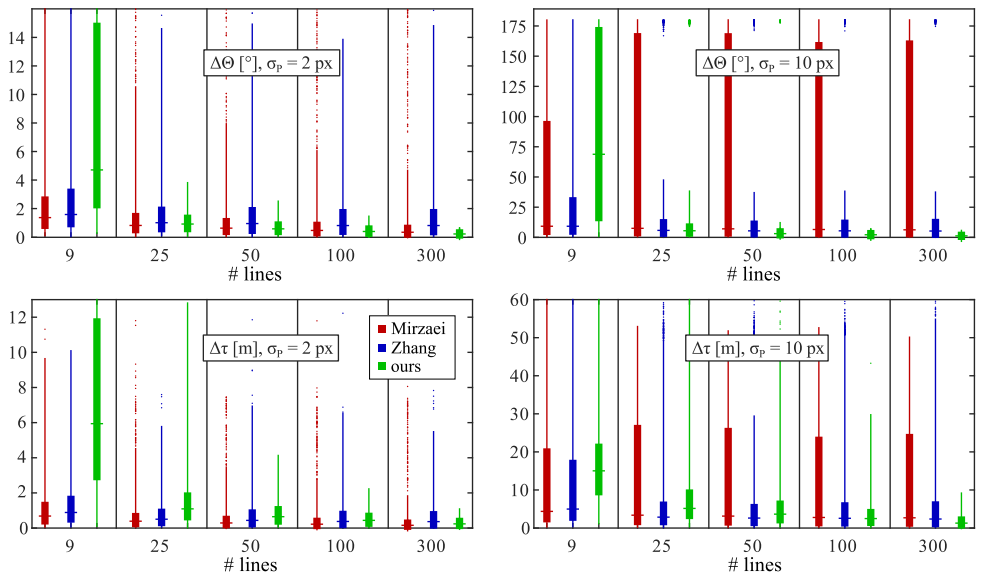 16
14
12
10
8
6
4
2
0
ΔΘ [°], σP = 2 px
9 25 50 100 300
# lines
175
150
125
100
75
50
25
0
ΔΘ [°], σP = 10 px
9 25 50 100 300
# lines
12
10
8
6
4
2
0
Δτ [m], σP = 2 px
Mirzaei
Zhang
ours
9 25 50 100 300
# lines
60
50
40
30
20
10
0
Δτ [m], σP = 10 px
9 25 50 100 300
# lines